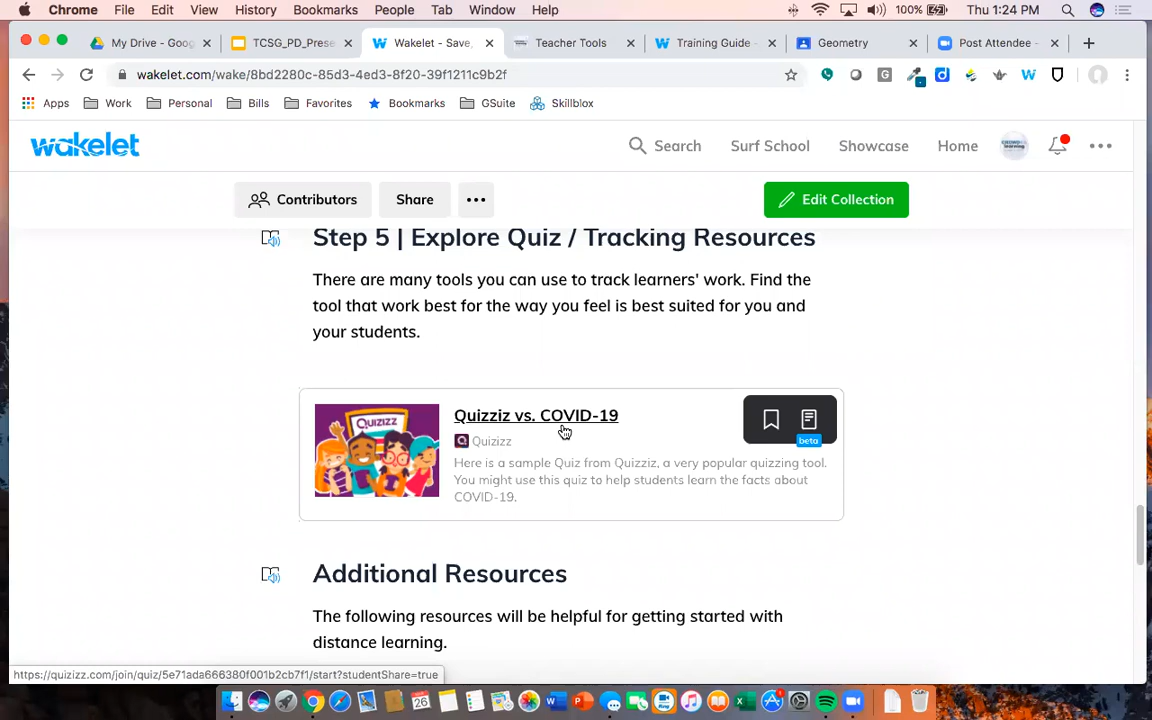 Chrome File Edit View History Bookmarks People Tab Window Help 100% Thu 1:24 PM
My Drive - Goog TCSG_PD_Prese Wakelet - Save, Teacher Tools Training Guide - Geometry Post Attendee -
wakelet.com/wake/8bd2280c-85d3-4ed3-8f20-39f1211c9b2f
Apps Work Personal Bills Favorites Bookmarks GSuite Skillblox
wakelet Search Surf School Showcase Home
Contributors Share Edit Collection
Step 5 | Explore Quiz / Tracking Resources
There are many tools you can use to track learners' work. Find the
tool that work best for the way you feel is best suited for you and
your students.
QUIZIZZ
Quizziz vs. COVID-19
Quizizz
beta
Here is a sample Quiz from Quizziz, a very popular quizzing tool.
You might use this quiz to help students learn the facts about
COVID-19.
Additional Resources
The following resources will be helpful for getting started with
distance learning.
https://quizizz.com/join/quiz/5e71ada666380f001b2cb7f1/start?studentShare=true
26